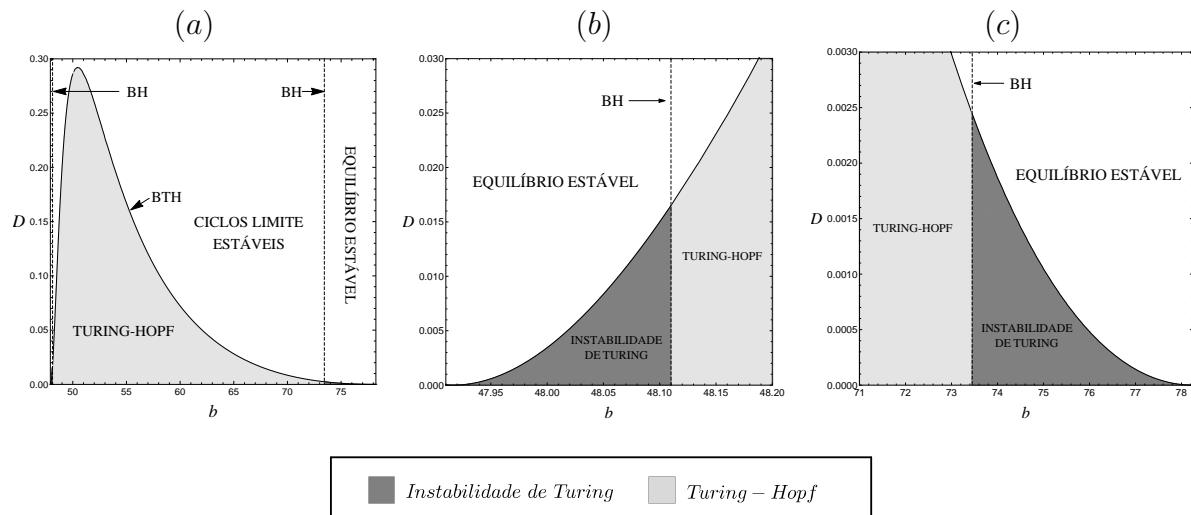 (a)
0.30
0.25
0.20
0.15
0.10
0.05
0.00
D
BH
BH
BTH
CICLOS LIMITE
ESTÁVEIS
EQUILÍBRIO ESTÁVEL
TURING-HOPF
50 55 60 65 70 75
b
(b)
0.030
0.025
0.020
0.015
0.010
0.005
0.000
D
BH
EQUILÍBRIO ESTÁVEL
TURING-HOPF
INSTABILIDADE
DE TURING
47.95 48.00 48.05 48.10 48.15 48.20
b
(c)
0.0030
0.0025
0.0020
0.0015
0.0010
0.0005
0.0000
D
BH
EQUILÍBRIO ESTÁVEL
TURING-HOPF
INSTABILIDADE
DE TURING
71 72 73 74 75 76 77 78
b
Instabilidade de Turing
Turing – Hopf